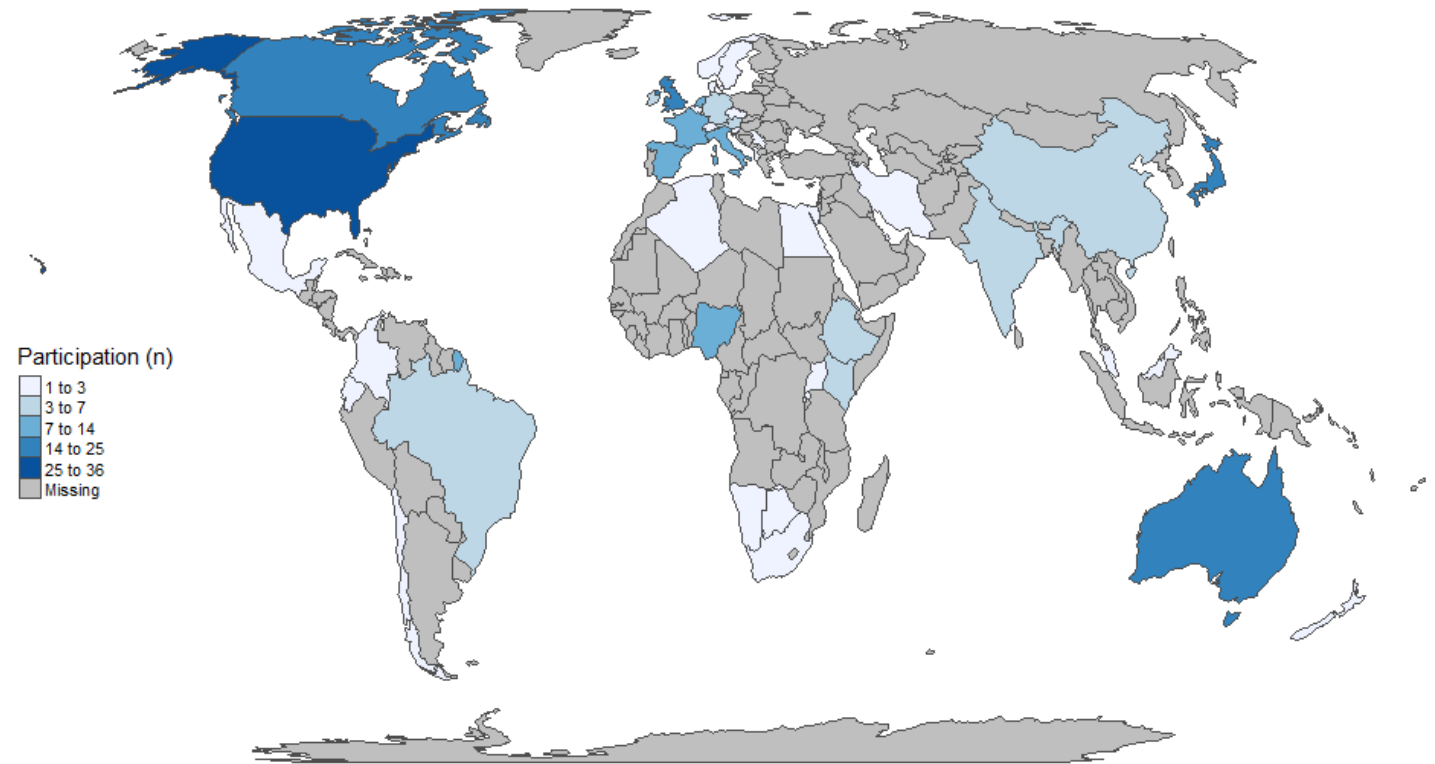 Participation (n)
1 to 3
3 to 7
7 to 14
14 to 25
25 to 36
Missing